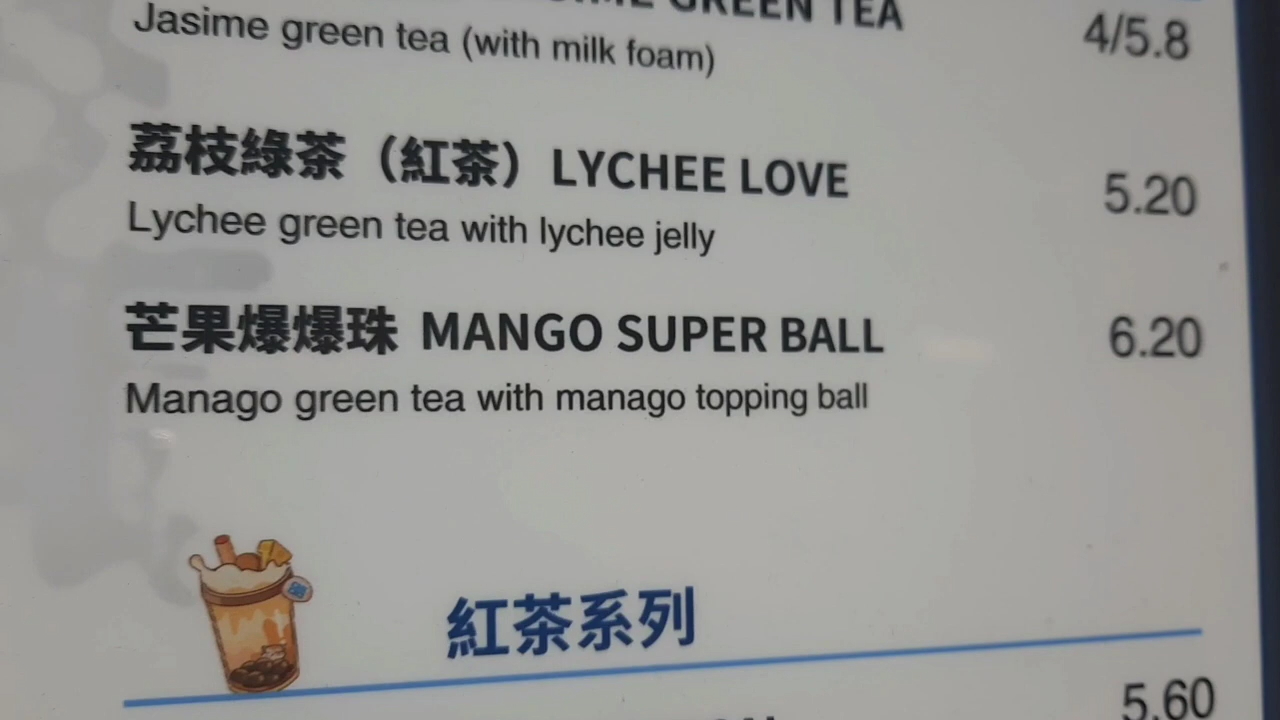 GREEN TEA
Jasime green tea (with milk foam) 4/5.8
荔枝綠茶（紅茶）LYCHEE LOVE 5.20
Lychee green tea with lychee jelly
芒果爆爆珠 MANGO SUPER BALL 6.20
Manago green tea with manago topping ball
紅茶系列
5.60